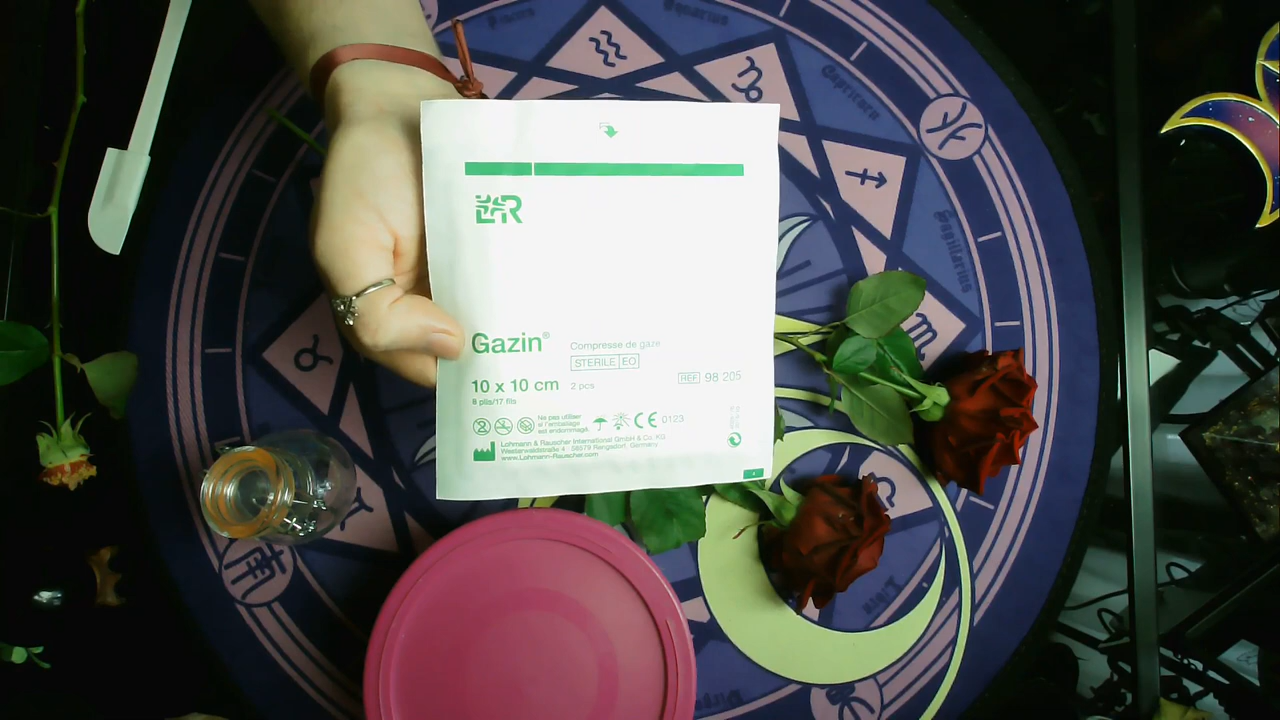 Aquarius
Capricorn
L&R
Gazin®
Compresse de gaze
STERILE EO
10 x 10 cm 2 pcs
REF 98 205
8 plis/17 fils
Ne pas utiliser
si l'emballage
est endommagé.
CE 0123
Lohmann & Rauscher International GmbH & Co. KG
Westerwaldstraße 4 · 56579 Rengsdorf, Germany
www.Lohmann-Rauscher.com